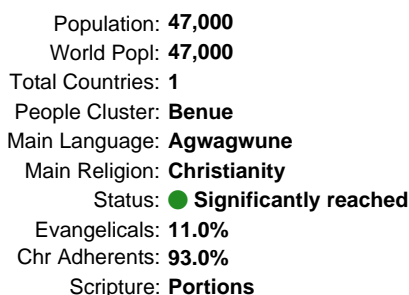 Population: 47,000
World Popl: 47,000
Total Countries: 1
People Cluster: Benue
Main Language: Agwagwune
Main Religion: Christianity
Status: Significantly reached
Evangelicals: 11.0%
Chr Adherents: 93.0%
Scripture: Portions